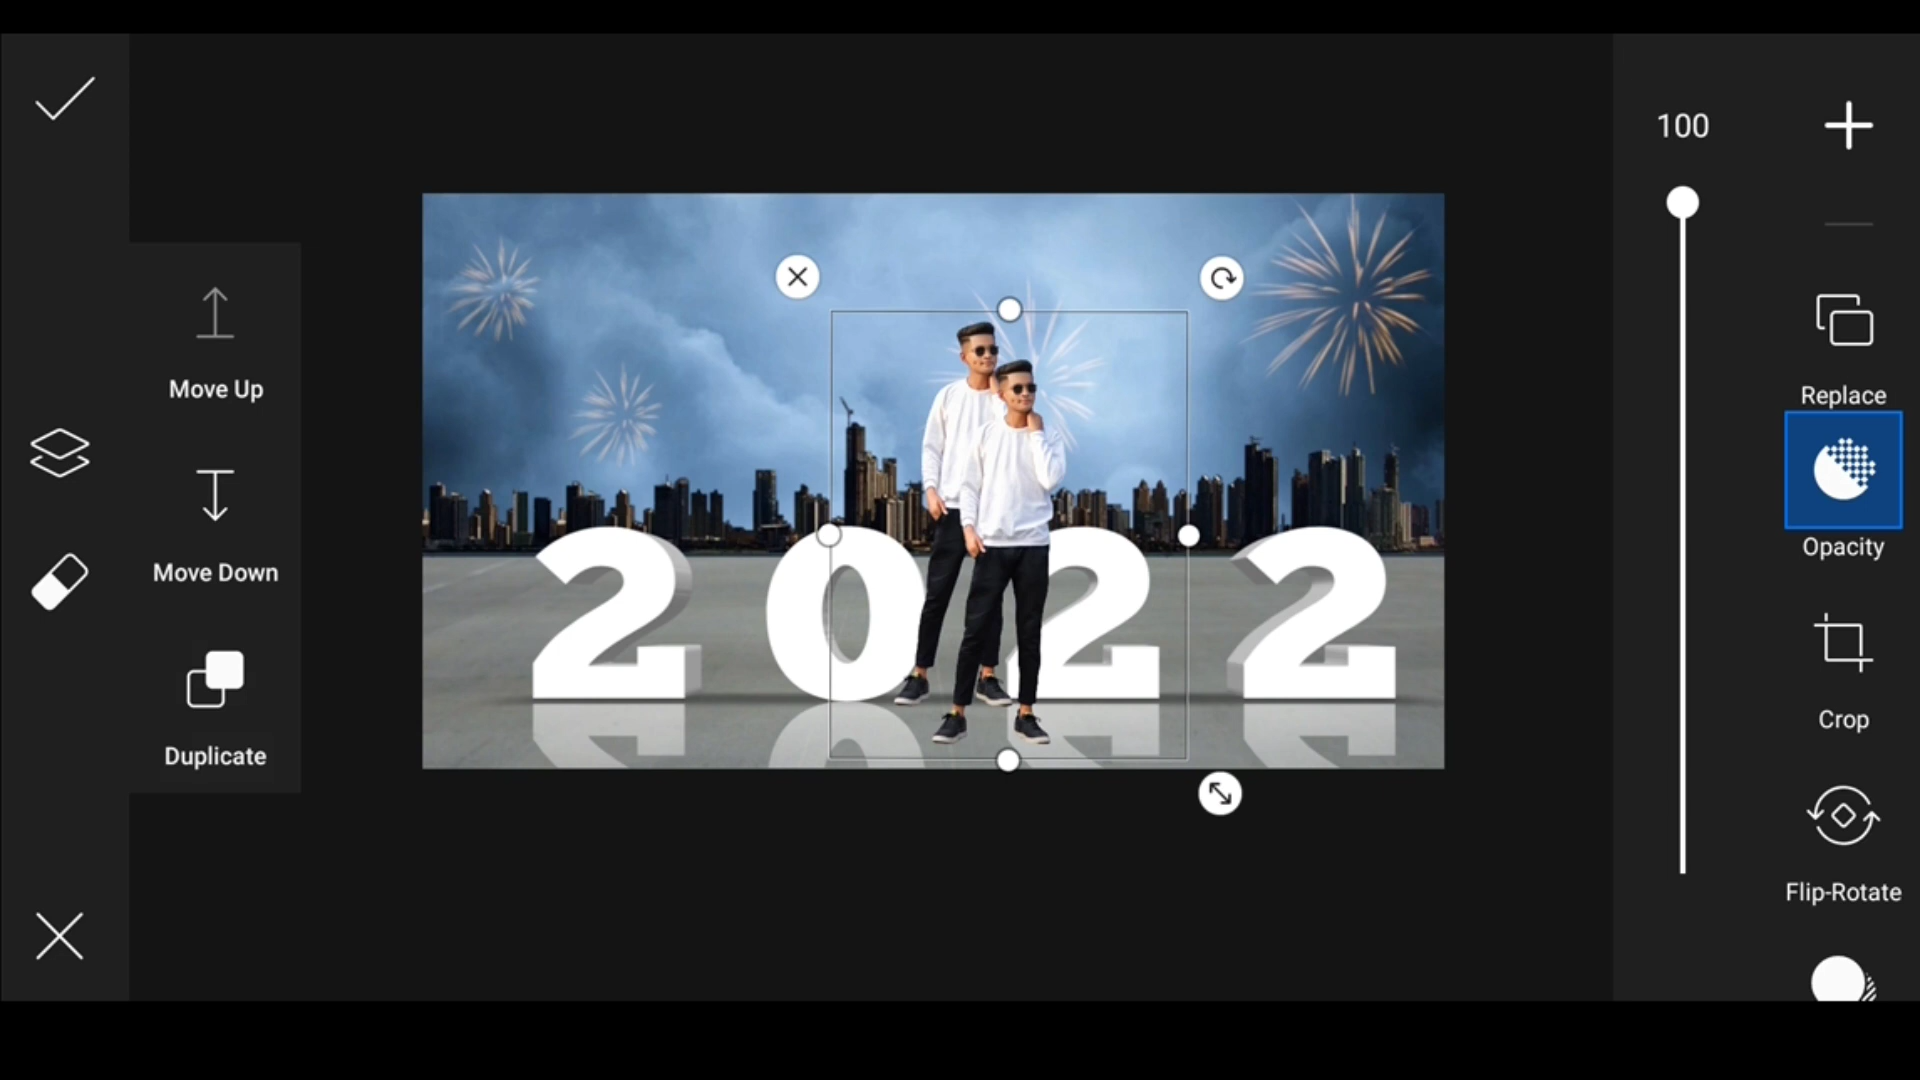 100
Move Up
Replace
Move Down
Opacity
2022
Crop
Duplicate
Flip-Rotate